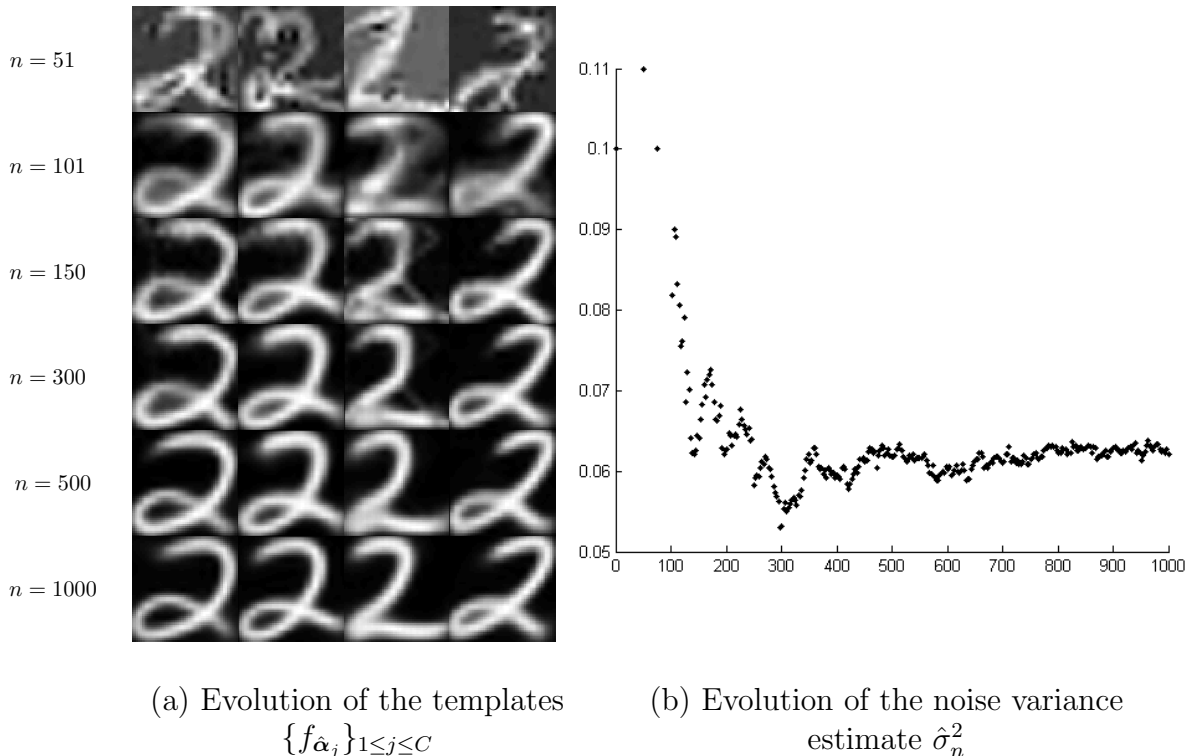 n = 51
n = 101
n = 150
n = 300
n = 500
n = 1000
0.11
0.1
0.09
0.08
0.07
0.06
0.05
0 100 200 300 400 500 600 700 800 900 1000
(a) Evolution of the templates
{f_{α̂_j}}_{1≤j≤C}
(b) Evolution of the noise variance
estimate σ̂_n^2